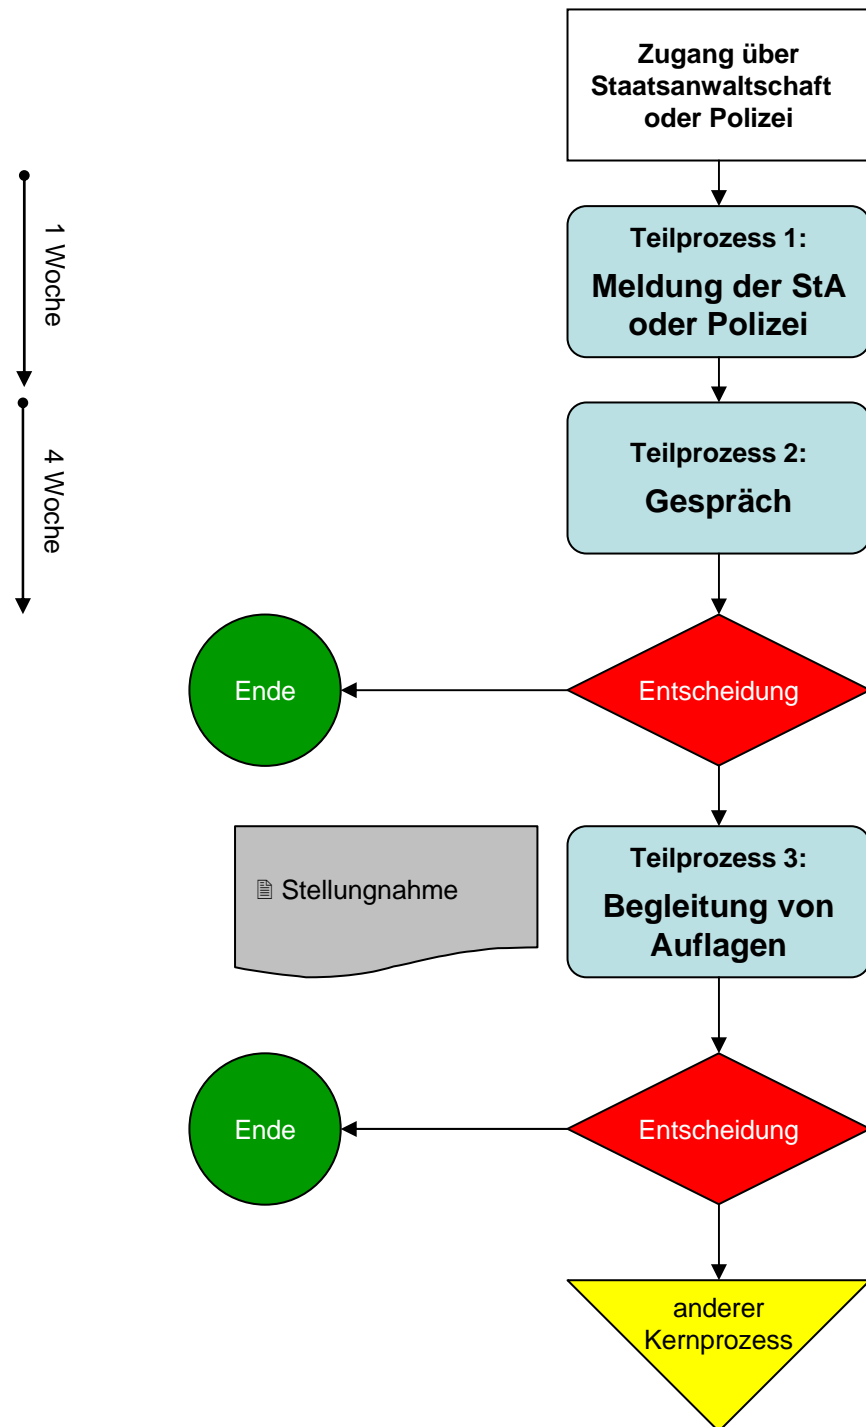 Zugang über
Staatsanwaltschaft
oder Polizei
1 Woche
Teilprozess 1:
Meldung der StA
oder Polizei
4 Woche
Teilprozess 2:
Gespräch
Ende
Entscheidung
Stellungnahme
Teilprozess 3:
Begleitung von
Auflagen
Ende
Entscheidung
anderer
Kernprozess